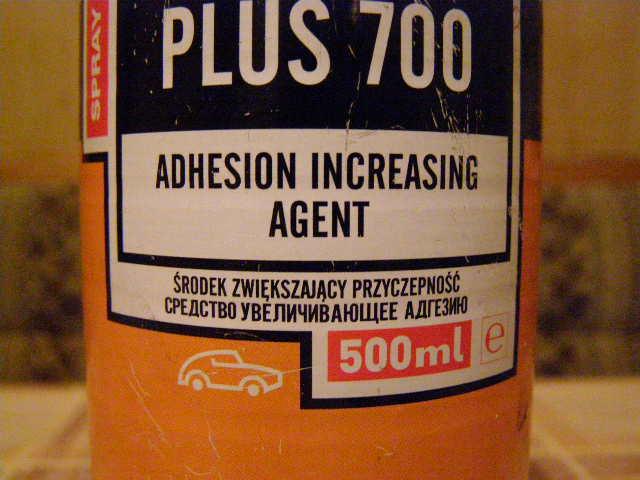 SPRAY
PLUS 700
ADHESION INCREASING
AGENT
ŚRODEK ZWIĘKSZAJĄCY PRZYCZEPNOŚĆ
СРЕДСТВО УВЕЛИЧИВАЮЩЕЕ АДГЕЗИЮ
500ml e